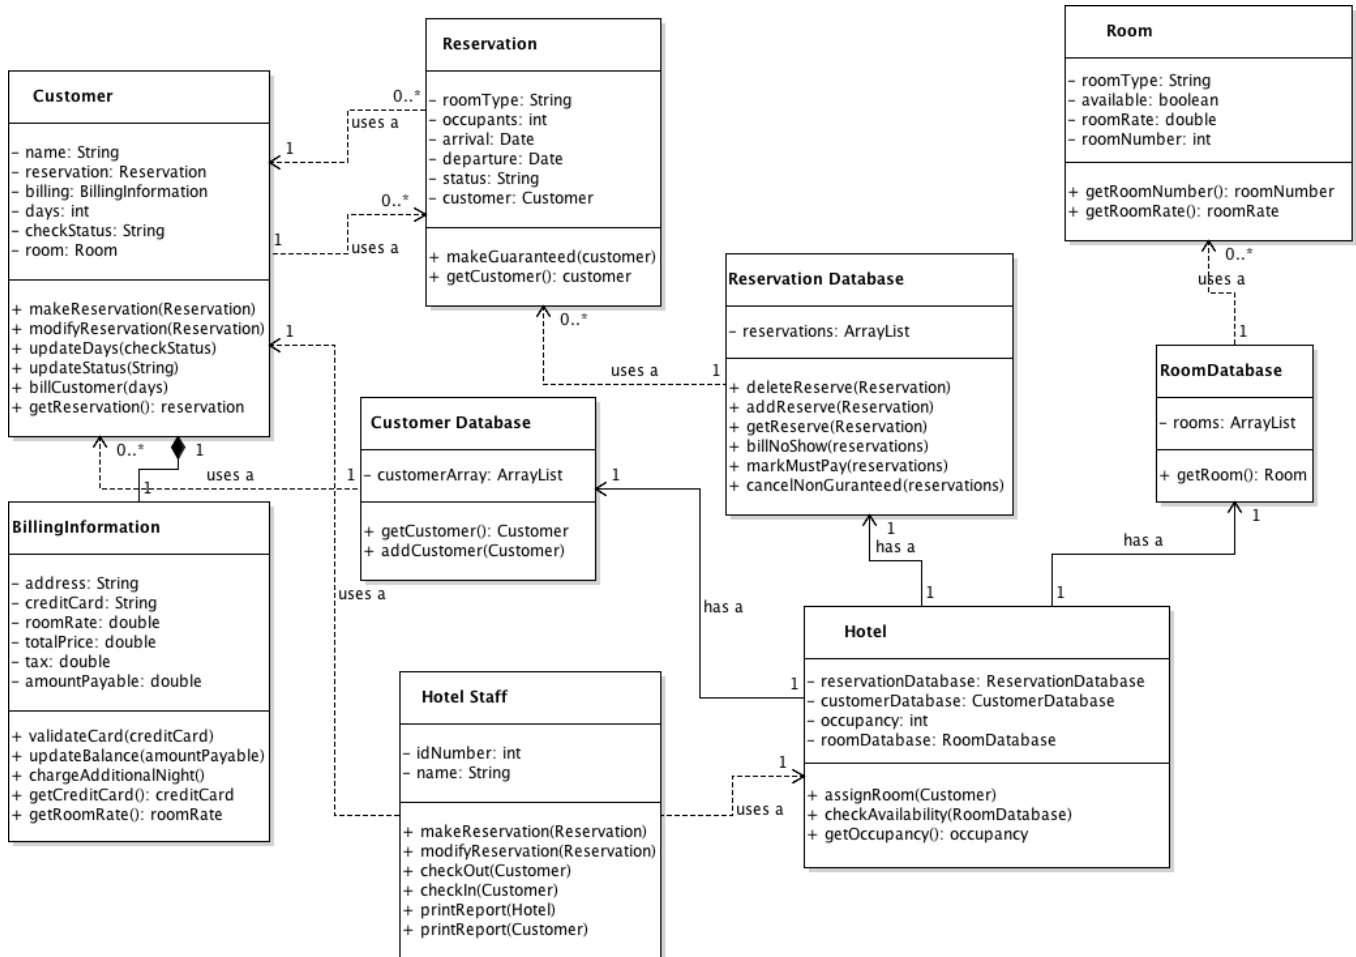 Reservation
- roomType: String
- occupants: int
- arrival: Date
- departure: Date
- status: String
- customer: Customer
+ makeGuaranteed(customer)
+ getCustomer(): customer
Room
- roomType: String
- available: boolean
- roomRate: double
- roomNumber: int
+ getRoomNumber(): roomNumber
+ getRoomRate(): roomRate
Customer
- name: String
- reservation: Reservation
- billing: BillingInformation
- days: int
- checkStatus: String
- room: Room
+ makeReservation(Reservation)
+ modifyReservation(Reservation)
+ updateDays(checkStatus)
+ updateStatus(String)
+ billCustomer(days)
+ getReservation(): reservation
0..*
uses a
1
0..*
1
uses a
1
0..*
uses a
1
0..*
uses a
1
Reservation Database
- reservations: ArrayList
+ deleteReserve(Reservation)
+ addReserve(Reservation)
+ getReserve(Reservation)
+ billNoShow(reservations)
+ markMustPay(reservations)
+ cancelNonGuranteed(reservations)
RoomDatabase
- rooms: ArrayList
+ getRoom(): Room
Customer Database
- customerArray: ArrayList
+ getCustomer(): Customer
+ addCustomer(Customer)
0..*
1
uses a
1
1
1
BillingInformation
- address: String
- creditCard: String
- roomRate: double
- totalPrice: double
- tax: double
- amountPayable: double
+ validateCard(creditCard)
+ updateBalance(amountPayable)
+ chargeAdditionalNight()
+ getCreditCard(): creditCard
+ getRoomRate(): roomRate
uses a
has a
1
1
has a
1
1
has a
1
1
Hotel Staff
- idNumber: int
- name: String
+ makeReservation(Reservation)
+ modifyReservation(Reservation)
+ checkOut(Customer)
+ checkIn(Customer)
+ printReport(Hotel)
+ printReport(Customer)
1
uses a
Hotel
- reservationDatabase: ReservationDatabase
- customerDatabase: CustomerDatabase
- occupancy: int
- roomDatabase: RoomDatabase
+ assignRoom(Customer)
+ checkAvailability(RoomDatabase)
+ getOccupancy(): occupancy